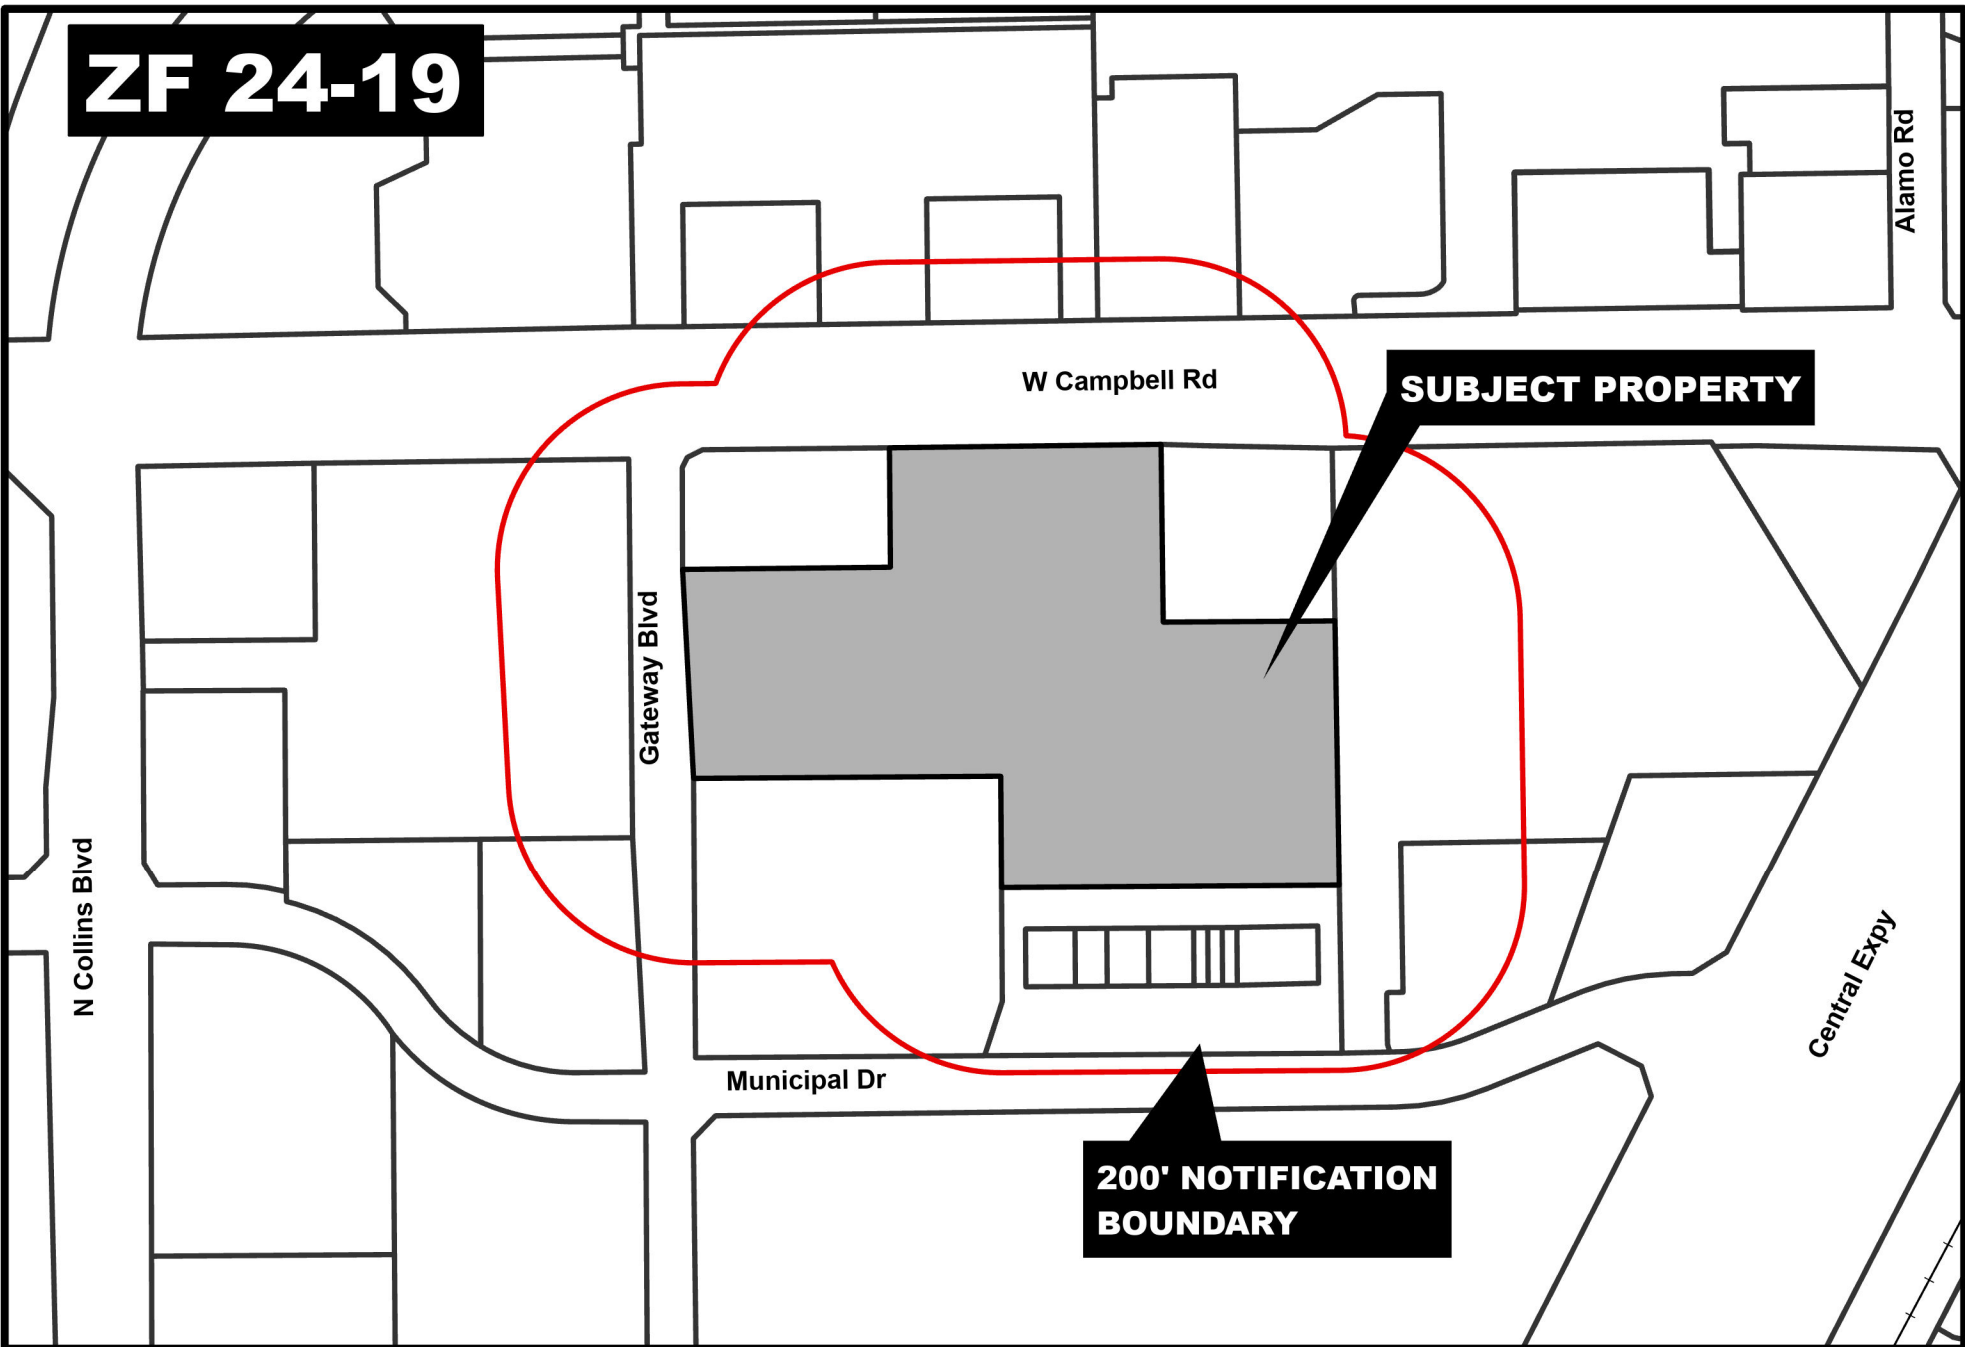 ZF 24-19
Alamo Rd
W Campbell Rd
SUBJECT PROPERTY
Gateway Blvd
N Collins Blvd
Central Expy
Municipal Dr
200' NOTIFICATION
BOUNDARY